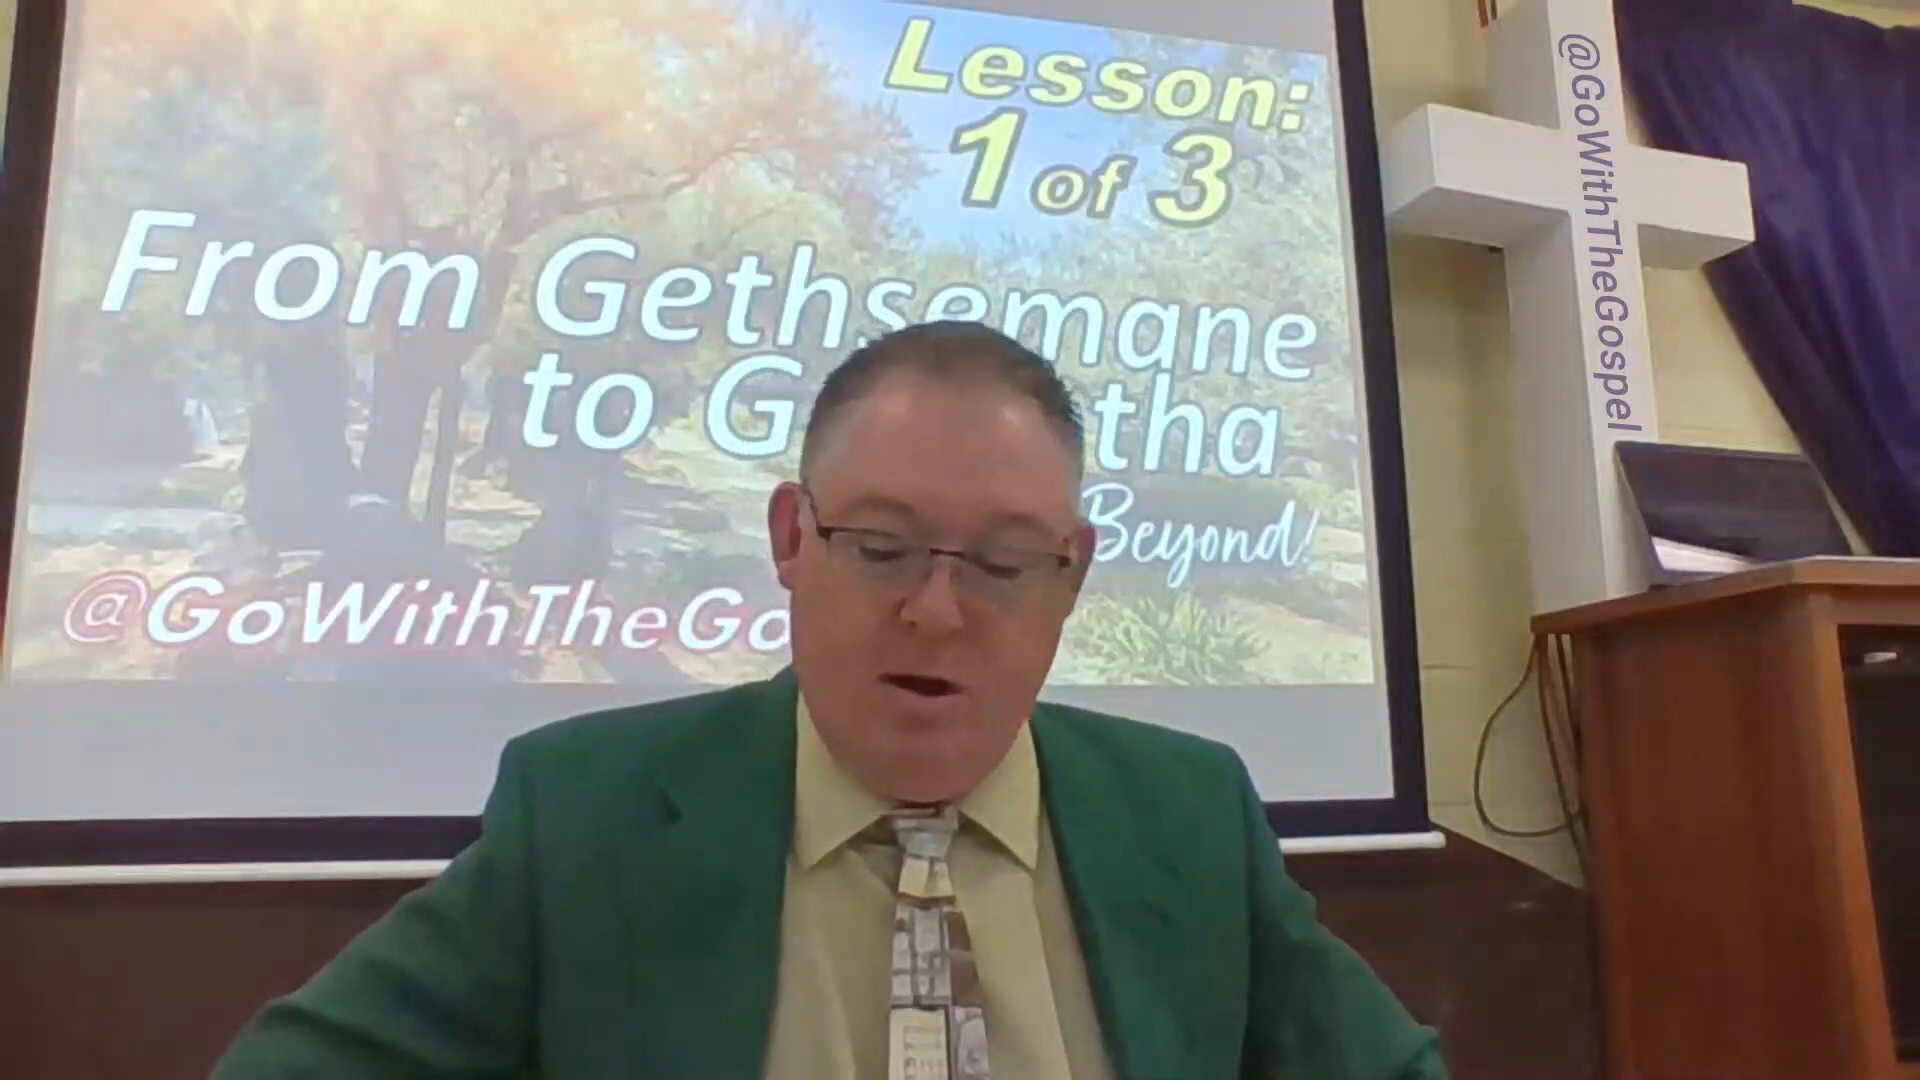 Lesson:
1 of 3
From Gethsemane
to G tha
Beyond!
@GoWithTheGo
@GoWithTheGospel